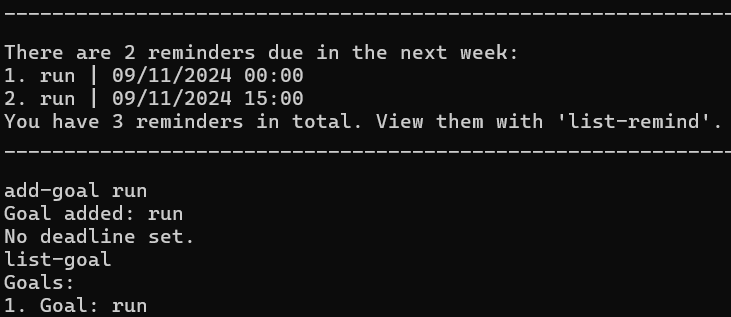 There are 2 reminders due in the next week:
1. run | 09/11/2024 00:00
2. run | 09/11/2024 15:00
You have 3 reminders in total. View them with 'list-remind'.
add-goal run
Goal added: run
No deadline set.
list-goal
Goals:
1. Goal: run